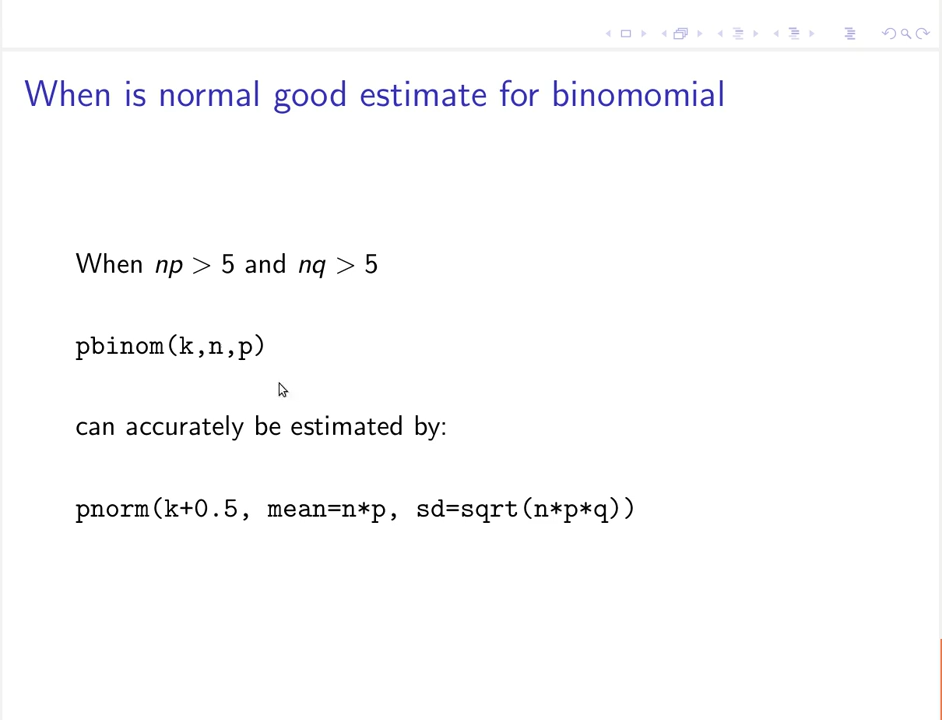 When is normal good estimate for binomomial
When np > 5 and nq > 5
pbinom(k,n,p)
can accurately be estimated by:
pnorm(k+0.5, mean=n*p, sd=sqrt(n*p*q))